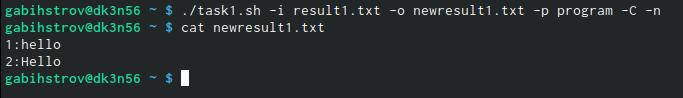 gabihstrov@dk3n56 ~ $ ./task1.sh -i result1.txt -o newresult1.txt -p program -C -n
gabihstrov@dk3n56 ~ $ cat newresult1.txt
1:hello
2:Hello
gabihstrov@dk3n56 ~ $